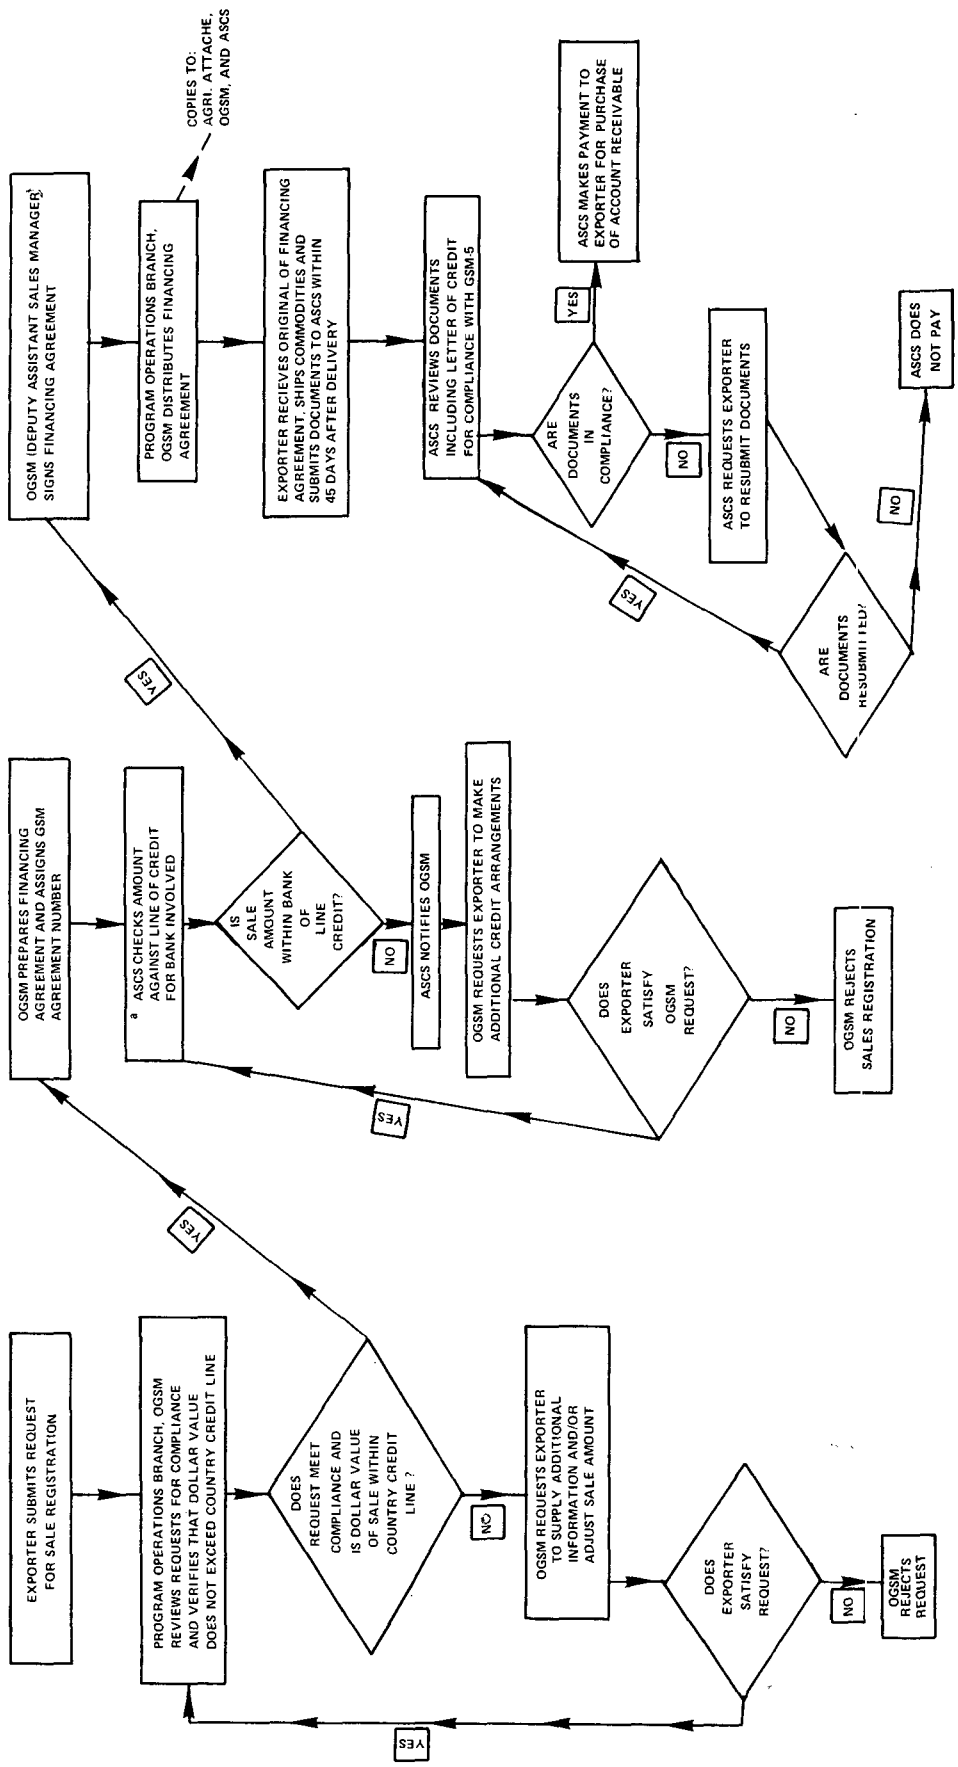 EXPORTER SUBMITS REQUEST
FOR SALE REGISTRATION
PROGRAM OPERATIONS BRANCH, OGSM
REVIEWS REQUESTS FOR COMPLIANCE
AND VERIFIES THAT DOLLAR VALUE
DOES NOT EXCEED COUNTRY CREDIT LINE
DOES
REQUEST MEET
COMPLIANCE AND
IS DOLLAR VALUE
OF SALE WITHIN
COUNTRY CREDIT
LINE ?
YES
NO
OGSM REQUESTS EXPORTER
TO SUPPLY ADDITIONAL
INFORMATION AND/OR
ADJUST SALE AMOUNT
DOES
EXPORTER
SATISFY
REQUEST?
YES
NO
OGSM
REJECTS
REQUEST
OGSM PREPARES FINANCING
AGREEMENT AND ASSIGNS GSM
AGREEMENT NUMBER
a
ASCS CHECKS AMOUNT
AGAINST LINE OF CREDIT
FOR BANK INVOLVED
IS
SALE
AMOUNT
WITHIN BANK
OF
LINE
CREDIT?
YES
NO
ASCS NOTIFIES OGSM
OGSM REQUESTS EXPORTER TO MAKE
ADDITIONAL CREDIT ARRANGEMENTS
DOES
EXPORTER
SATISFY
OGSM
REQUEST?
YES
NO
OGSM REJECTS
SALES REGISTRATION
OGSM (DEPUTY ASSISTANT SALES MANAGER)
SIGNS FINANCING AGREEMENT
PROGRAM OPERATIONS BRANCH,
OGSM DISTRIBUTES FINANCING
AGREEMENT
COPIES TO:
AGRI. ATTACHE,
OGSM, AND ASCS
EXPORTER RECIEVES ORIGINAL OF FINANCING
AGREEMENT, SHIPS COMMODITIES AND
SUBMITS DOCUMENTS TO ASCS WITHIN
45 DAYS AFTER DELIVERY
ASCS REVIEWS DOCUMENTS
INCLUDING LETTER OF CREDIT
FOR COMPLIANCE WITH GSM-5
ARE
DOCUMENTS
IN
COMPLIANCE?
YES
ASCS MAKES PAYMENT TO
EXPORTER FOR PURCHASE
OF ACCOUNT RECEIVABLE
NO
ASCS REQUESTS EXPORTER
TO RESUBMIT DOCUMENTS
ARE
DOCUMENTS
RESUBMITTED?
YES
NO
ASCS DOES
NOT PAY